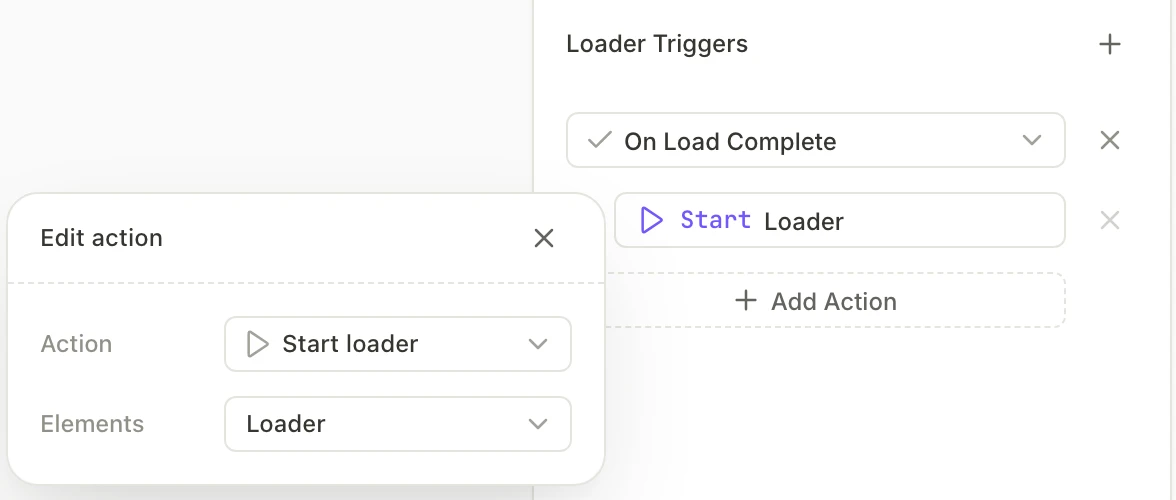 Loader Triggers
On Load Complete
Start Loader
Add Action
Edit action
Action
Start loader
Elements
Loader